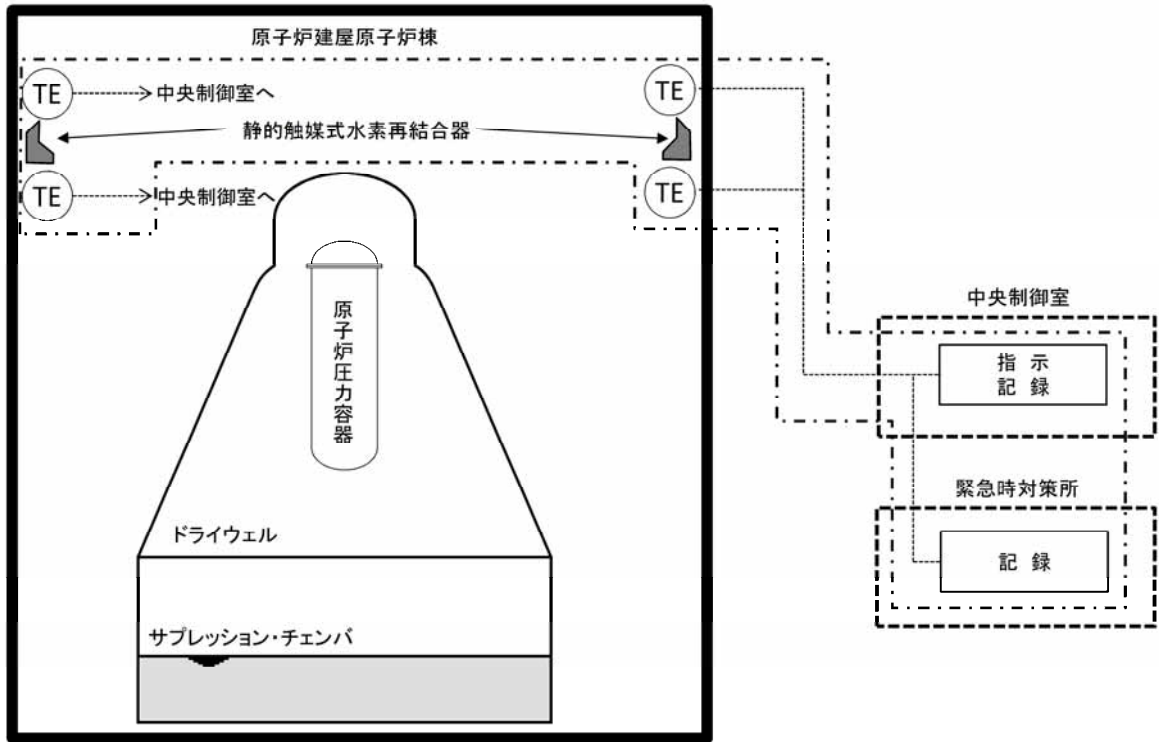 原子炉建屋原子炉棟
TE
中央制御室へ
TE
静的触媒式水素再結合器
TE
中央制御室へ
TE
原子炉圧力容器
中央制御室
指 示
記 録
緊急時対策所
記 録
ドライウェル
サプレッション・チェンバ